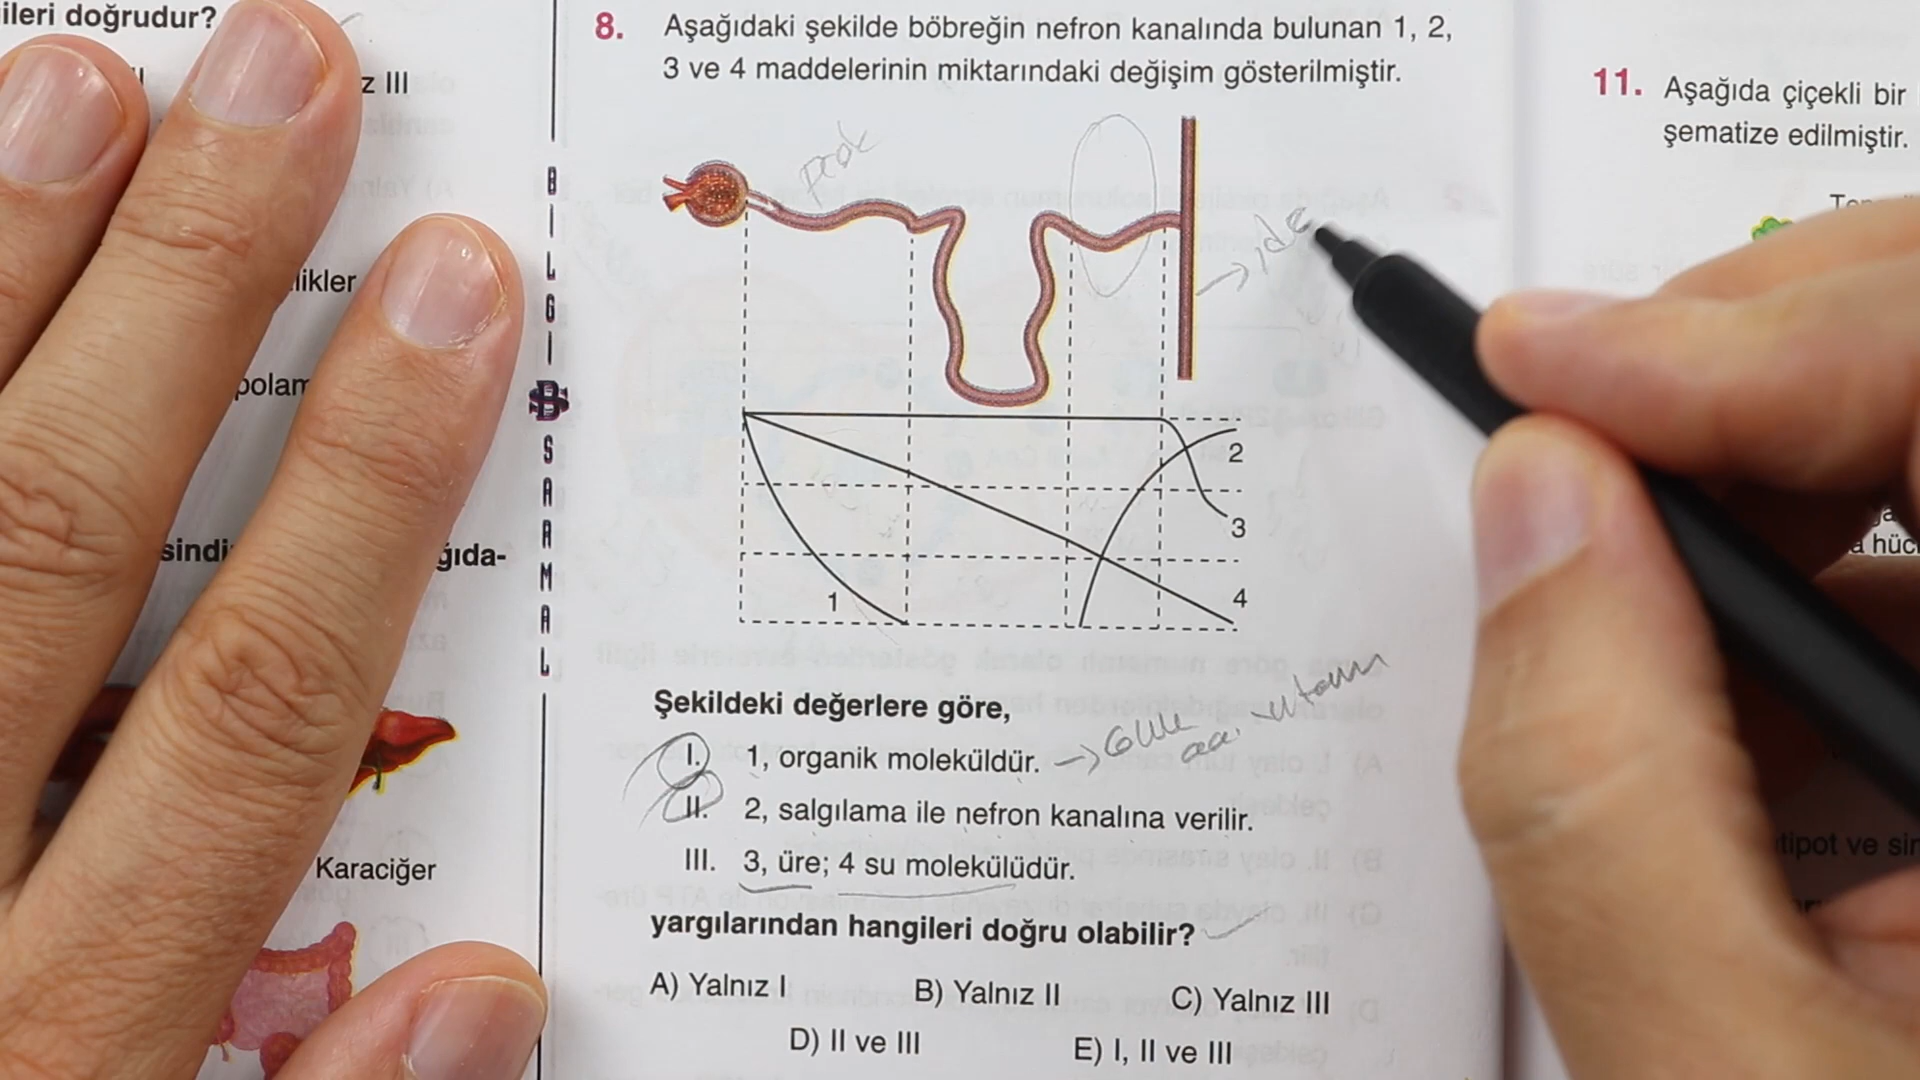 ileri doğrudur?
z III
likler
polam
sindi
ğıda-
Karaciğer
BİLGİ
SARMAL
8. Aşağıdaki şekilde böbreğin nefron kanalında bulunan 1, 2,
3 ve 4 maddelerinin miktarındaki değişim gösterilmiştir.
2
3
1
4
Şekildeki değerlere göre,
I. 1, organik moleküldür.
II. 2, salgılama ile nefron kanalına verilir.
III. 3, üre; 4 su molekülüdür.
yargılarından hangileri doğru olabilir?
A) Yalnız I B) Yalnız II C) Yalnız III
D) II ve III E) I, II ve III
11. Aşağıda çiçekli bir
şematize edilmiştir.
a hüc
tipot ve sin